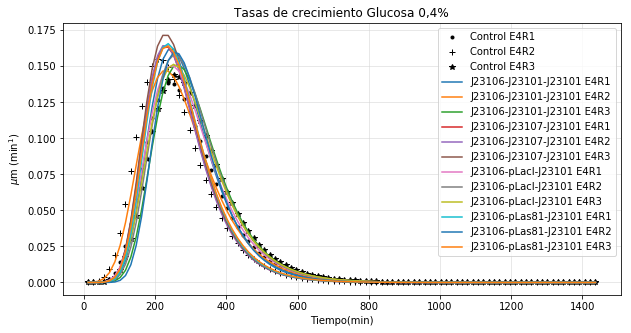 Tasas de crecimiento Glucosa 0,4%
μm (min¹)
0.175
0.150
0.125
0.100
0.075
0.050
0.025
0.000
Control E4R1
Control E4R2
Control E4R3
J23106-J23101-J23101 E4R1
J23106-J23101-J23101 E4R2
J23106-J23101-J23101 E4R3
J23106-J23107-J23101 E4R1
J23106-J23107-J23101 E4R2
J23106-J23107-J23101 E4R3
J23106-pLacI-J23101 E4R1
J23106-pLacI-J23101 E4R2
J23106-pLacI-J23101 E4R3
J23106-pLas81-J23101 E4R1
J23106-pLas81-J23101 E4R2
J23106-pLas81-J23101 E4R3
0 200 400 600 800 1000 1200 1400
Tiempo(min)